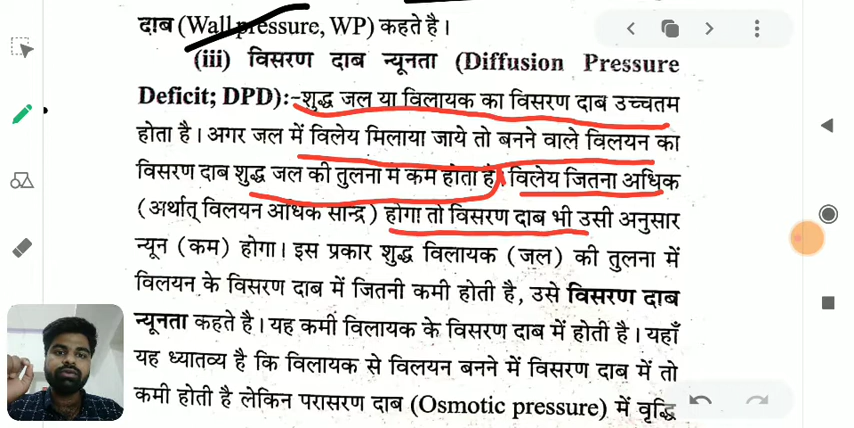 दाब (Wall pressure, WP) कहते है।
(iii) विसरण दाब न्यूनता (Diffusion Pressure
Deficit; DPD):-शुद्ध जल या विलायक का विसरण दाब उच्चतम
होता है। अगर जल में विलेय मिलाया जाये तो बनने वाले विलयन का
विसरण दाब शुद्ध जल की तुलना में कम होता है। विलेय जितना अधिक
(अर्थात् विलयन अधिक सान्द्र) होगा तो विसरण दाब भी उसी अनुसार
न्यून (कम) होगा। इस प्रकार शुद्ध विलायक (जल) की तुलना में
विलयन के विसरण दाब में जितनी कमी होती है, उसे विसरण दाब
न्यूनता कहते है। यह कमी विलायक के विसरण दाब में होती है। यहाँ
यह ध्यातव्य है कि विलायक से विलयन बनने में विसरण दाब में तो
कमी होती है लेकिन परासरण दाब (Osmotic pressure) में वृद्धि